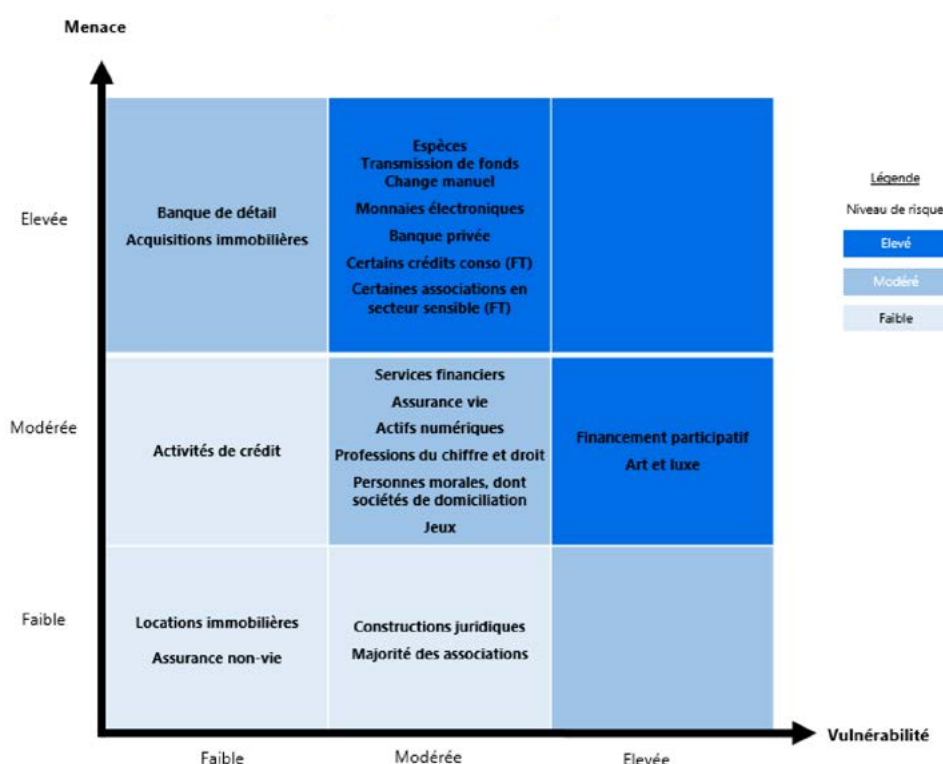 Menace
Elevée
Banque de détail
Acquisitions immobilières
Espèces
Transmission de fonds
Change manuel
Monnaies électroniques
Banque privée
Certains crédits conso (FT)
Certaines associations en
secteur sensible (FT)
Légende
Niveau de risque
Elevé
Modéré
Faible
Modérée
Activités de crédit
Services financiers
Assurance vie
Actifs numériques
Professions du chiffre et droit
Personnes morales, dont
sociétés de domiciliation
Jeux
Financement participatif
Art et luxe
Faible
Locations immobilières
Assurance non-vie
Constructions juridiques
Majorité des associations
Vulnérabilité
Faible
Modérée
Elevée